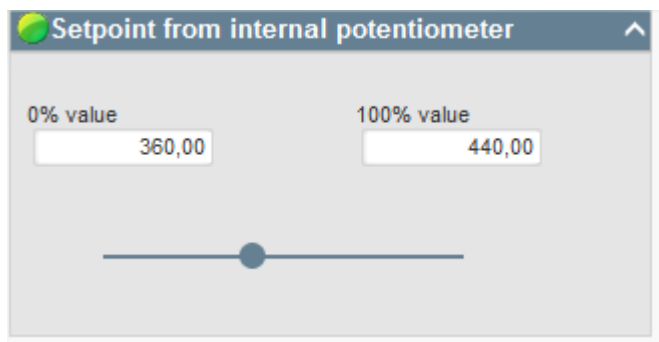 Setpoint from internal potentiometer
0% value 100% value
360,00 440,00